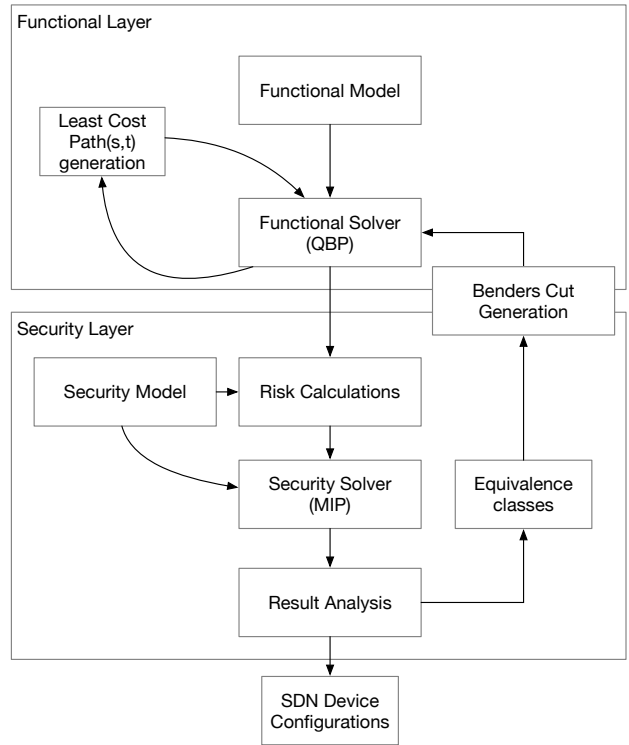 Functional Layer
Functional Model
Least Cost
Path(s,t)
generation
Functional Solver
(QBP)
Benders Cut
Generation
Security Layer
Security Model
Risk Calculations
Security Solver
(MIP)
Equivalence
classes
Result Analysis
SDN Device
Configurations